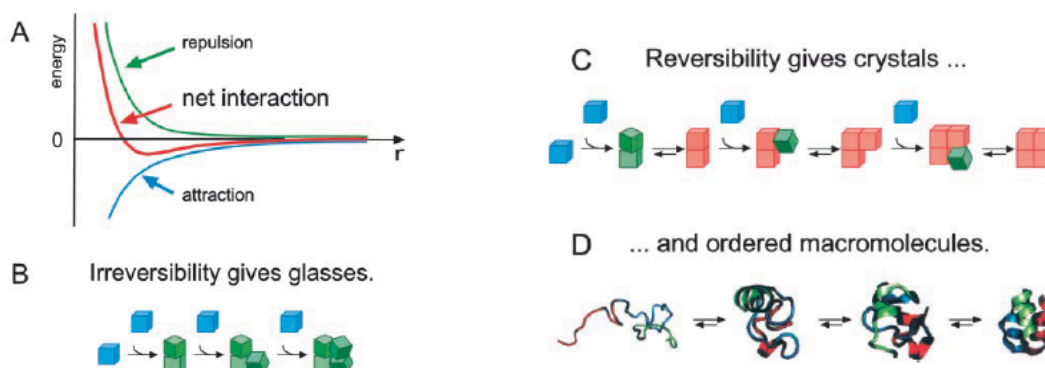 A
energy
0
repulsion
net interaction
r
attraction
B
Irreversibility gives glasses.
C
Reversibility gives crystals ...
D
... and ordered macromolecules.